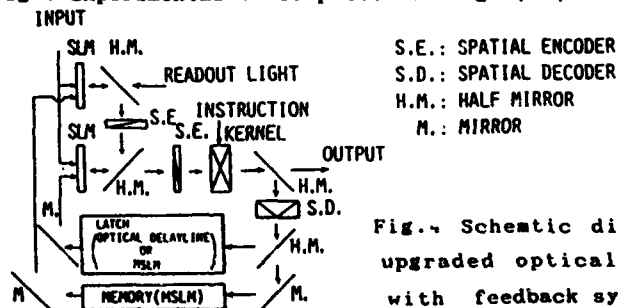 INPUT
SLM H.M.
READOUT LIGHT
S.E.
SLM
S.E.
INSTRUCTION
KERNEL
OUTPUT
H.M.
H.M.
S.D.
M.
LATCH
(OPTICAL DELAYLINE
OR
MSLM)
H.M.
M
MEMORY(MSLM)
M.
S.E.: SPATIAL ENCODER
S.D.: SPATIAL DECODER
H.M.: HALF MIRROR
M.: MIRROR
Schemtic di
upgraded optical
with feedback sy